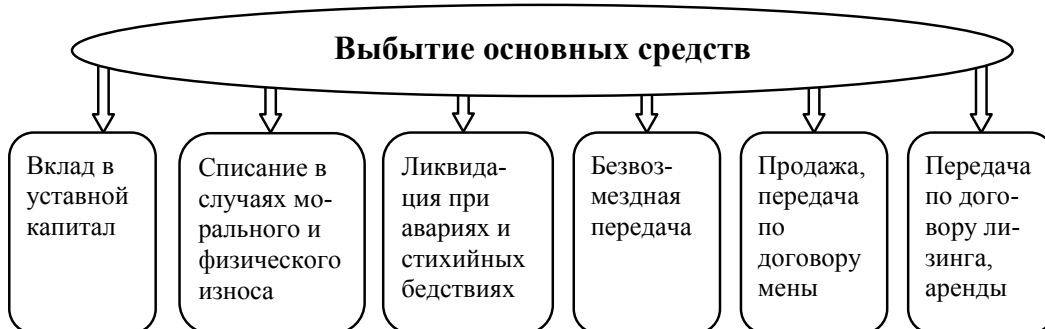 Выбытие основных средств
Вклад в
уставной
капитал
Списание в
случаях мо-
рального и
физического
износа
Ликвида-
ция при
авариях и
стихийных
бедствиях
Безвоз-
мездная
передача
Продажа,
передача
по
договору
мены
Передача
по дого-
вору ли-
зинга,
аренды